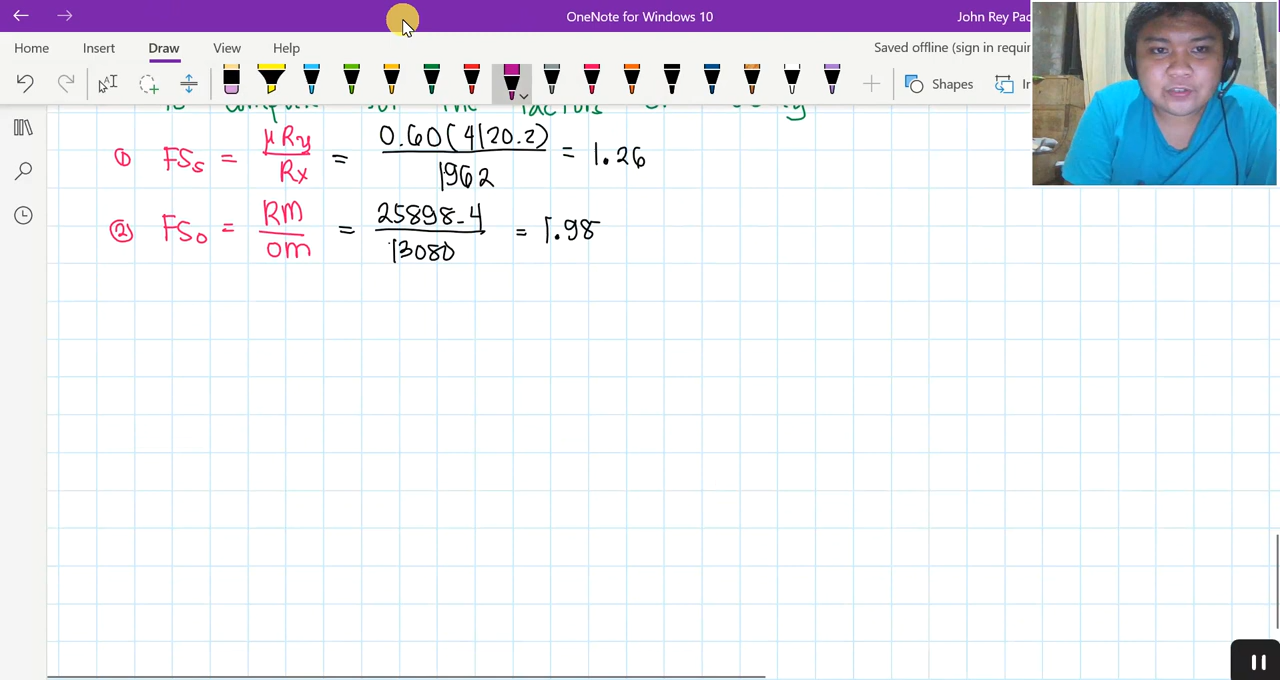 OneNote for Windows 10
John Rey Pac
Home Insert Draw View Help
Saved offline (sign in requir
Shapes In
factors
① FSs = μRy / Rx = 0.60(4120.2) / 1962 = 1.26
② FSo = RM / OM = 25898.4 / 13080 = 1.98